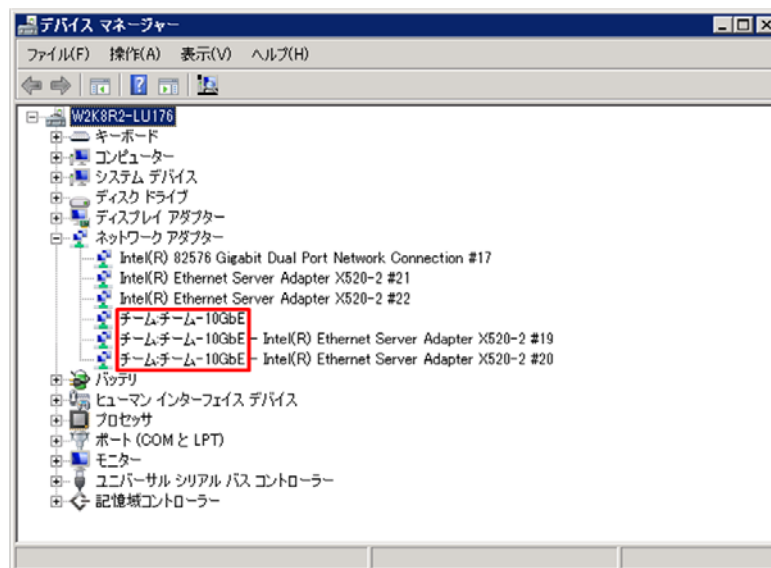 デバイス マネージャー
ファイル(F) 操作(A) 表示(V) ヘルプ(H)
W2K8R2-LU176
キーボード
コンピューター
システム デバイス
ディスク ドライブ
ディスプレイ アダプター
ネットワーク アダプター
Intel(R) 82576 Gigabit Dual Port Network Connection #17
Intel(R) Ethernet Server Adapter X520-2 #21
Intel(R) Ethernet Server Adapter X520-2 #22
チーム:チーム-10GbE
チーム:チーム-10GbE - Intel(R) Ethernet Server Adapter X520-2 #19
チーム:チーム-10GbE - Intel(R) Ethernet Server Adapter X520-2 #20
バッテリ
ヒューマン インターフェイス デバイス
プロセッサ
ポート (COM と LPT)
モニター
ユニバーサル シリアル バス コントローラー
記憶域コントローラー